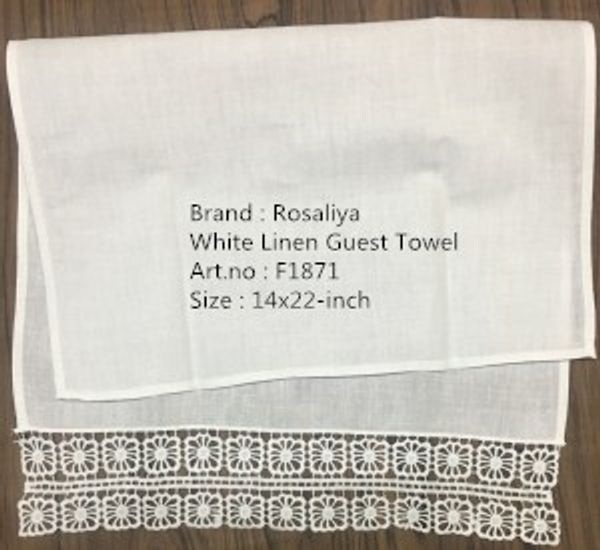 Brand : Rosaliya
White Linen Guest Towel
Art.no : F1871
Size : 14x22-inch